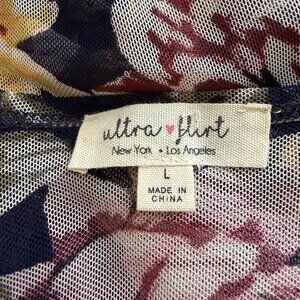 ultra ♥ flirt
New York • Los Angeles
L
MADE IN
CHINA